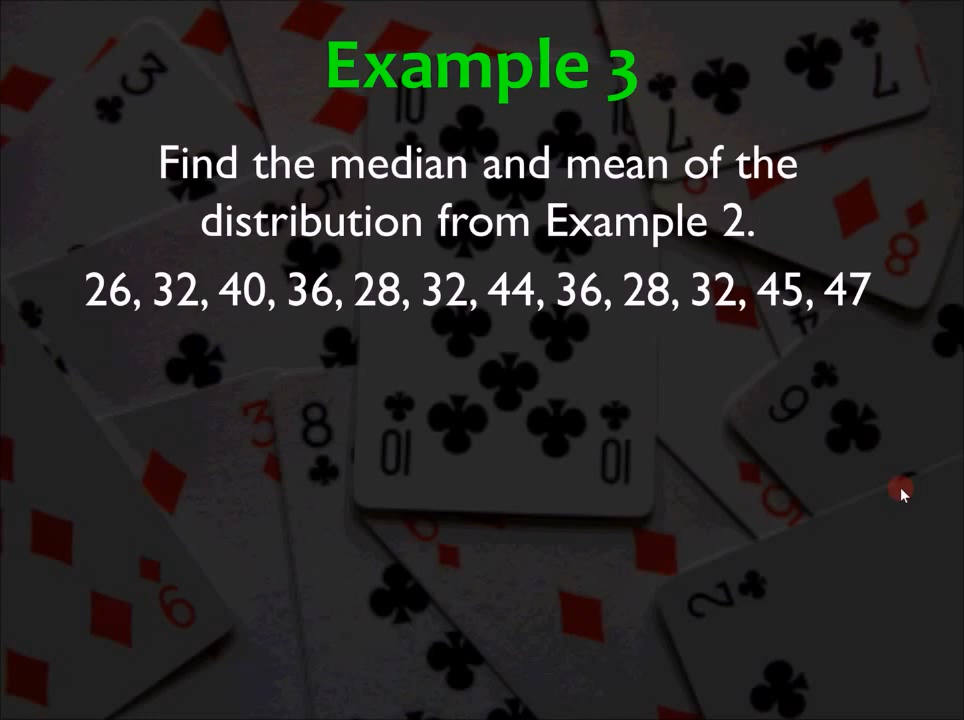 Example 3
Find the median and mean of the
distribution from Example 2.
26, 32, 40, 36, 28, 32, 44, 36, 28, 32, 45, 47